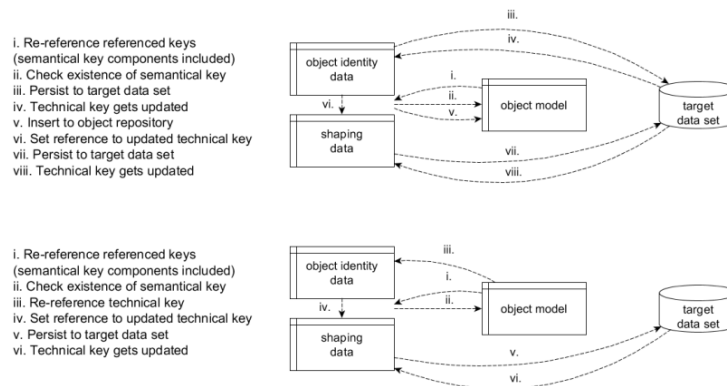 i. Re-reference referenced keys
(semantical key components included)
ii. Check existence of semantical key
iii. Persist to target data set
iv. Technical key gets updated
v. Insert to object repository
vi. Set reference to updated technical key
vii. Persist to target data set
viii. Technical key gets updated
object identity
data
vi.
shaping
data
iii.
iv.
i.
ii.
v.
object model
vii.
viii.
target
data set
i. Re-reference referenced keys
(semantical key components included)
ii. Check existence of semantical key
iii. Re-reference technical key
iv. Set reference to updated technical key
v. Persist to target data set
vi. Technical key gets updated
object identity
data
iv.
shaping
data
iii.
i.
ii.
object model
v.
vi.
target
data set